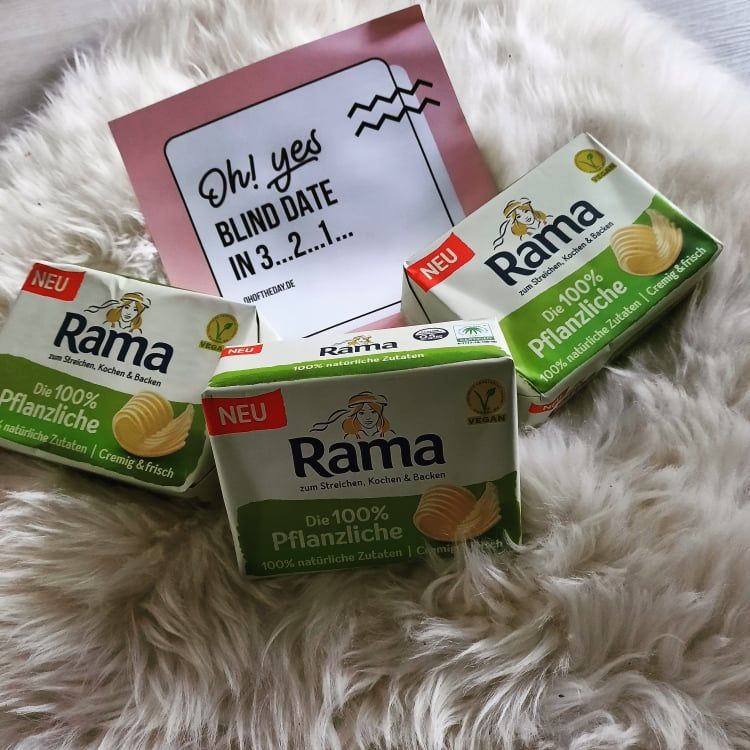 Oh! yes
BLIND DATE
IN 3...2...1...
OHOFTHEDAY.DE
NEU
Rama
zum Streichen, Kochen & Backen
VEGAN
Die 100%
Pflanzliche
100% natürliche Zutaten | Cremig & frisch
NEU
Rama
zum Streichen, Kochen & Backen
VEGAN
Die 100%
Pflanzliche
% natürliche Zutaten | Cremig & frisch
NEU
Rama
100% natürliche Zutaten
NEU
Rama
zum Streichen, Kochen & Backen
VEGAN
Die 100%
Pflanzliche
100% natürliche Zutaten | Cremig & frisch
NEU